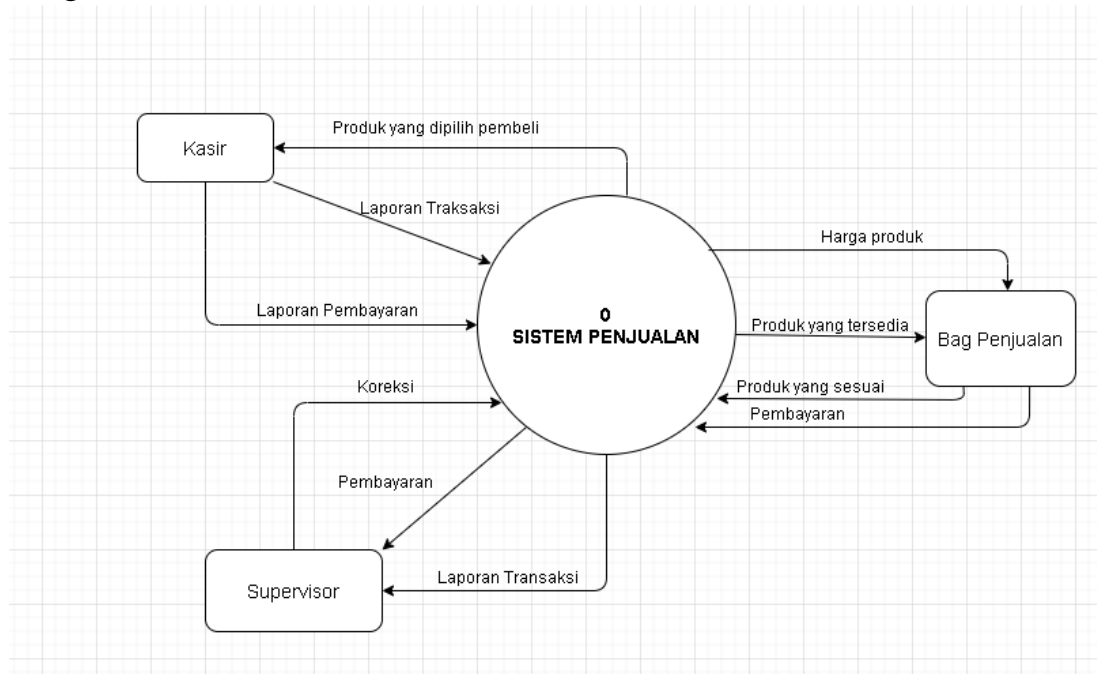 Produk yang dipilih pembeli
Kasir
Laporan Traksaksi
Harga produk
Laporan Pembayaran
0
SISTEM PENJUALAN
Produk yang tersedia
Bag Penjualan
Koreksi
Produk yang sesuai
Pembayaran
Pembayaran
Laporan Transaksi
Supervisor